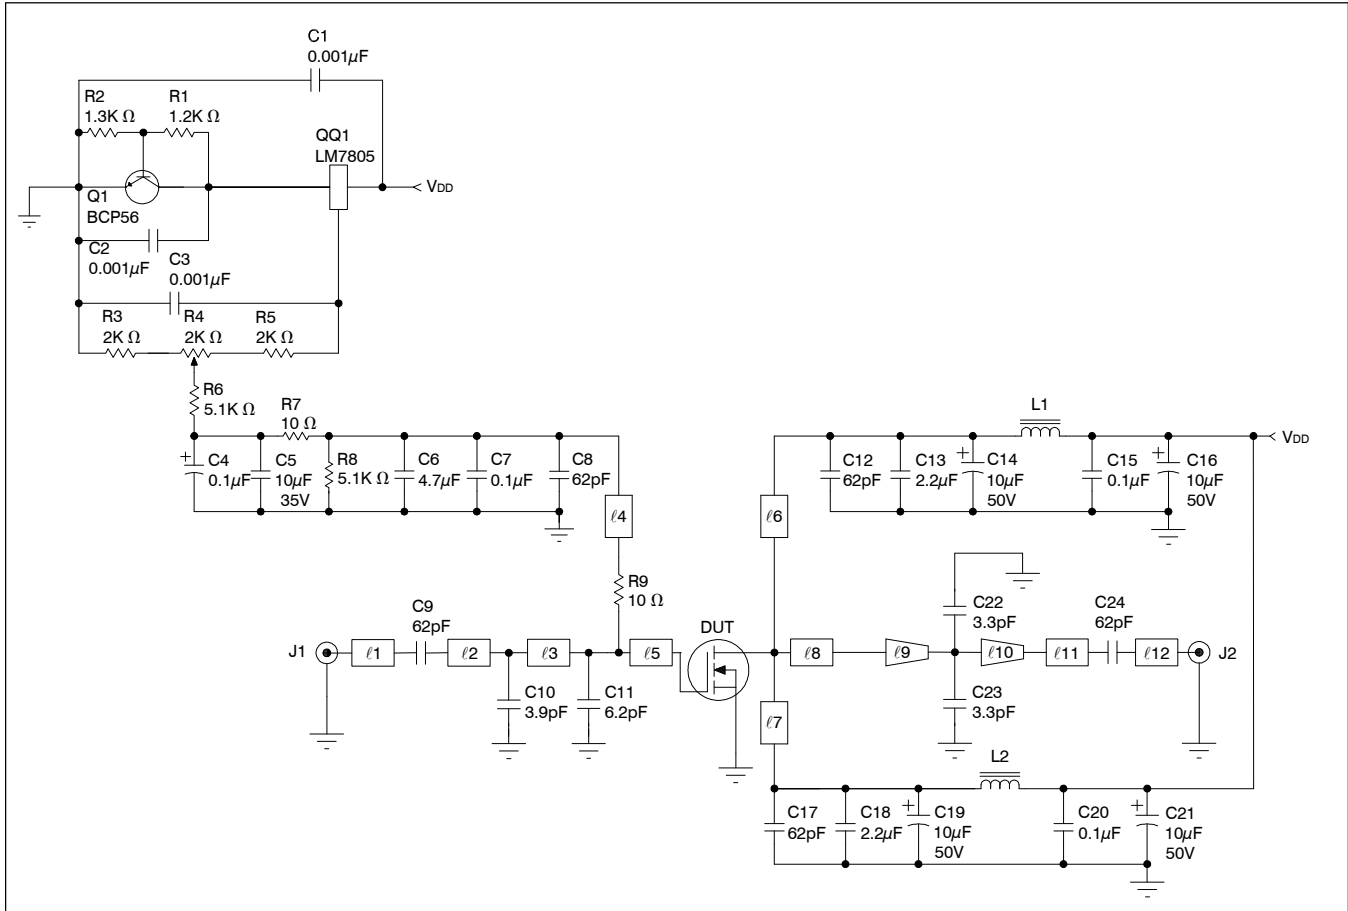 C1
0.001µF
R2
1.3K Ω
R1
1.2K Ω
QQ1
LM7805
VDD
Q1
BCP56
C2
0.001µF
C3
0.001µF
R3
2K Ω
R4
2K Ω
R5
2K Ω
R6
5.1K Ω
R7
10 Ω
C4
0.1µF
C5
10µF
35V
R8
5.1K Ω
C6
4.7µF
C7
0.1µF
C8
62pF
ℓ4
R9
10 Ω
L1
VDD
C12
62pF
C13
2.2µF
C14
10µF
50V
C15
0.1µF
C16
10µF
50V
ℓ6
J1
ℓ1
C9
62pF
ℓ2
ℓ3
ℓ5
C10
3.9pF
C11
6.2pF
DUT
ℓ8
ℓ9
C22
3.3pF
C23
3.3pF
ℓ10
ℓ11
C24
62pF
ℓ12
J2
ℓ7
L2
C17
62pF
C18
2.2µF
C19
10µF
50V
C20
0.1µF
C21
10µF
50V